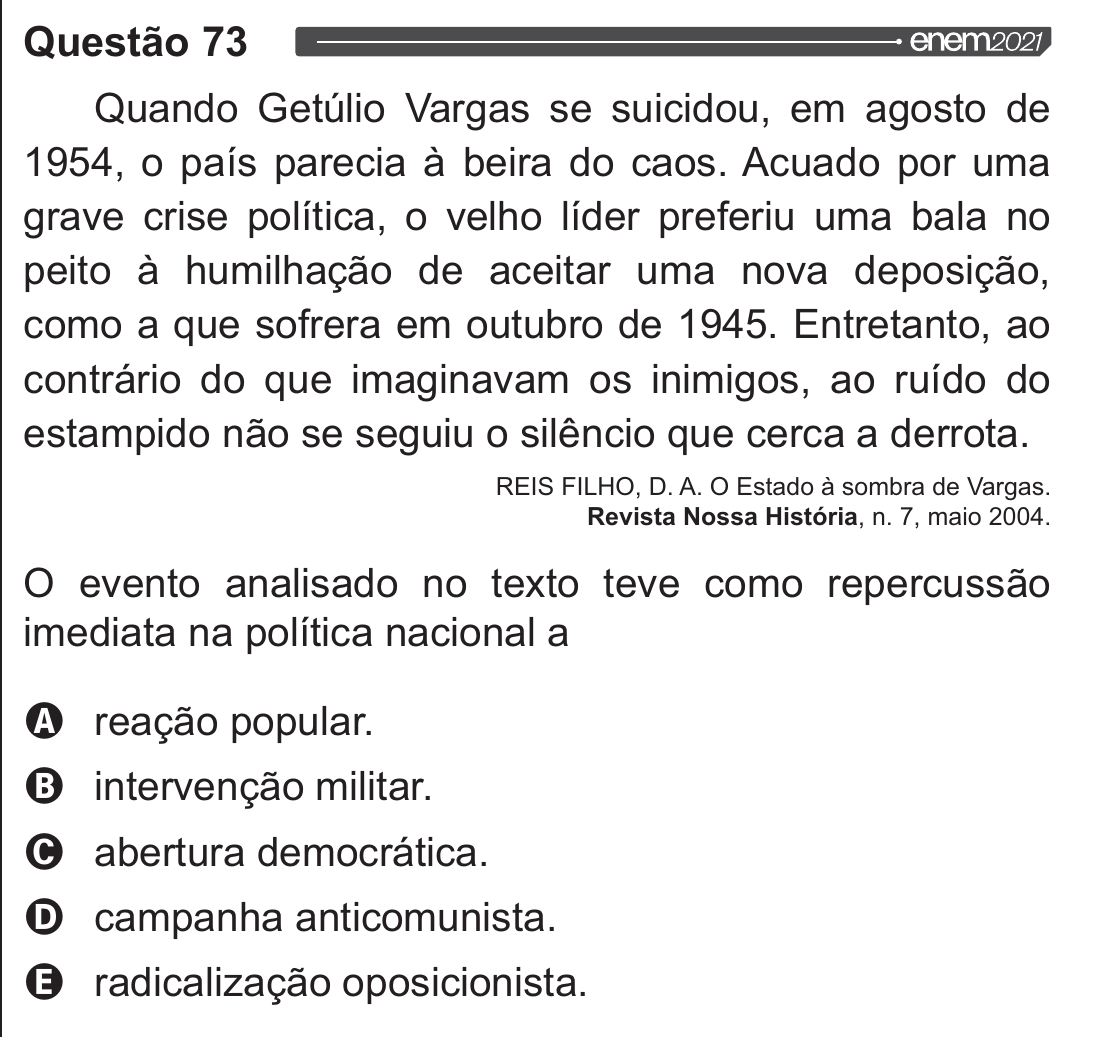 Questão 73
enem2021
Quando Getúlio Vargas se suicidou, em agosto de
1954, o país parecia à beira do caos. Acuado por uma
grave crise política, o velho líder preferiu uma bala no
peito à humilhação de aceitar uma nova deposição,
como a que sofrera em outubro de 1945. Entretanto, ao
contrário do que imaginavam os inimigos, ao ruído do
estampido não se seguiu o silêncio que cerca a derrota.
REIS FILHO, D. A. O Estado à sombra de Vargas.
Revista Nossa História, n. 7, maio 2004.
O evento analisado no texto teve como repercussão
imediata na política nacional a
A reação popular.
B intervenção militar.
C abertura democrática.
D campanha anticomunista.
E radicalização oposicionista.